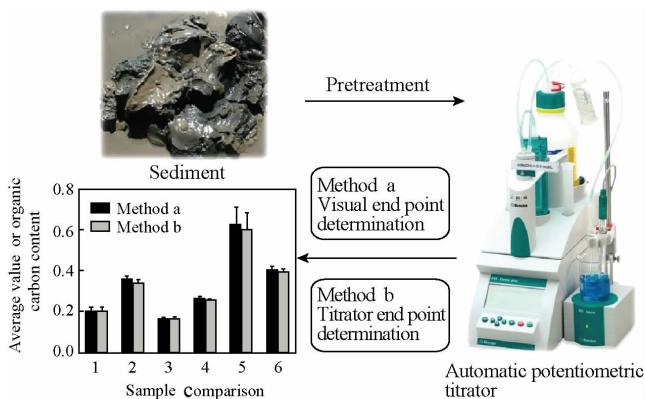 Pretreatment
Sediment
Method a
Visual end point
determination
Method b
Titrator end point
determination
Automatic potentiometric
titrator
Average value or organic
carbon content
0.8
0.6
0.4
0.2
0.0
Method a
Method b
1 2 3 4 5 6
Sample comparison